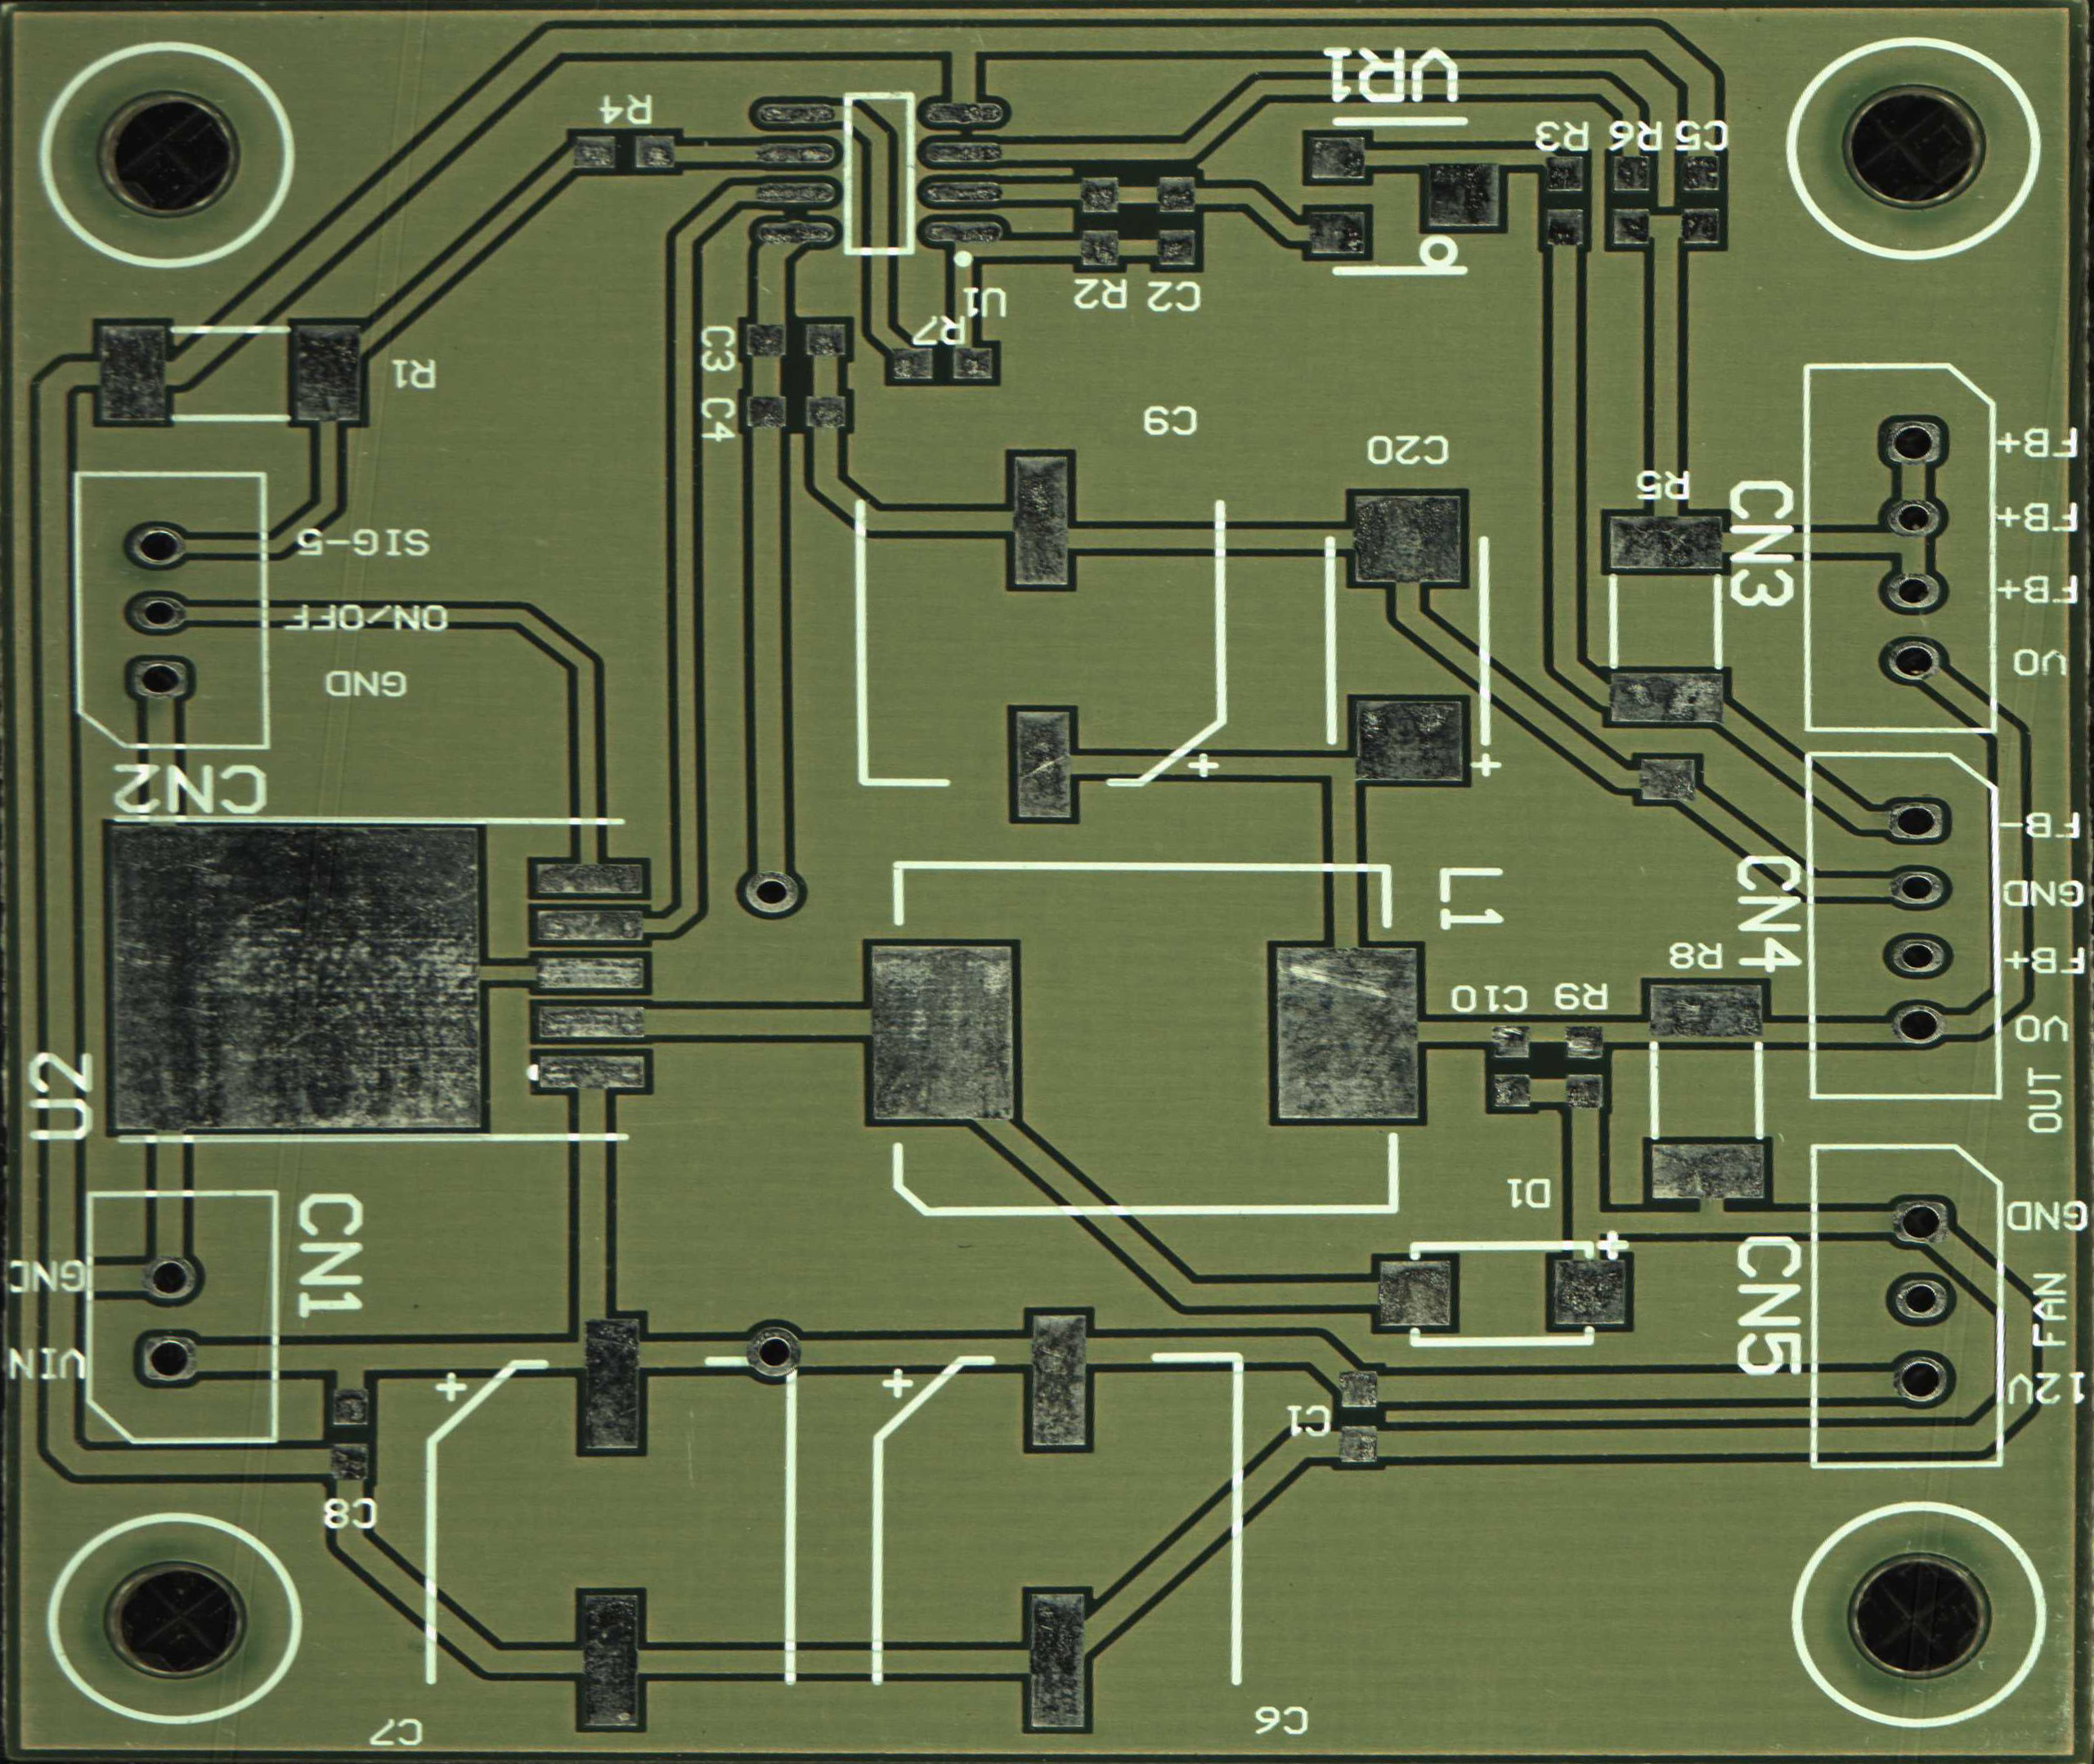 VR1
R4
R3
R6
C5
U1
R2
C2
R7
C3
R1
C9
C4
C20
FB+
R5
CN3
FB+
SIG-5
FB+
ON/OFF
V0
GND
+
+
CN2
FB-
L1
CN4
GND
R8
FB+
C10
R9
V0
U2
OUT
D1
GND
CN1
+
CN5
GND
FAN
VIN
+
+
12V
C1
C8
C7
C6